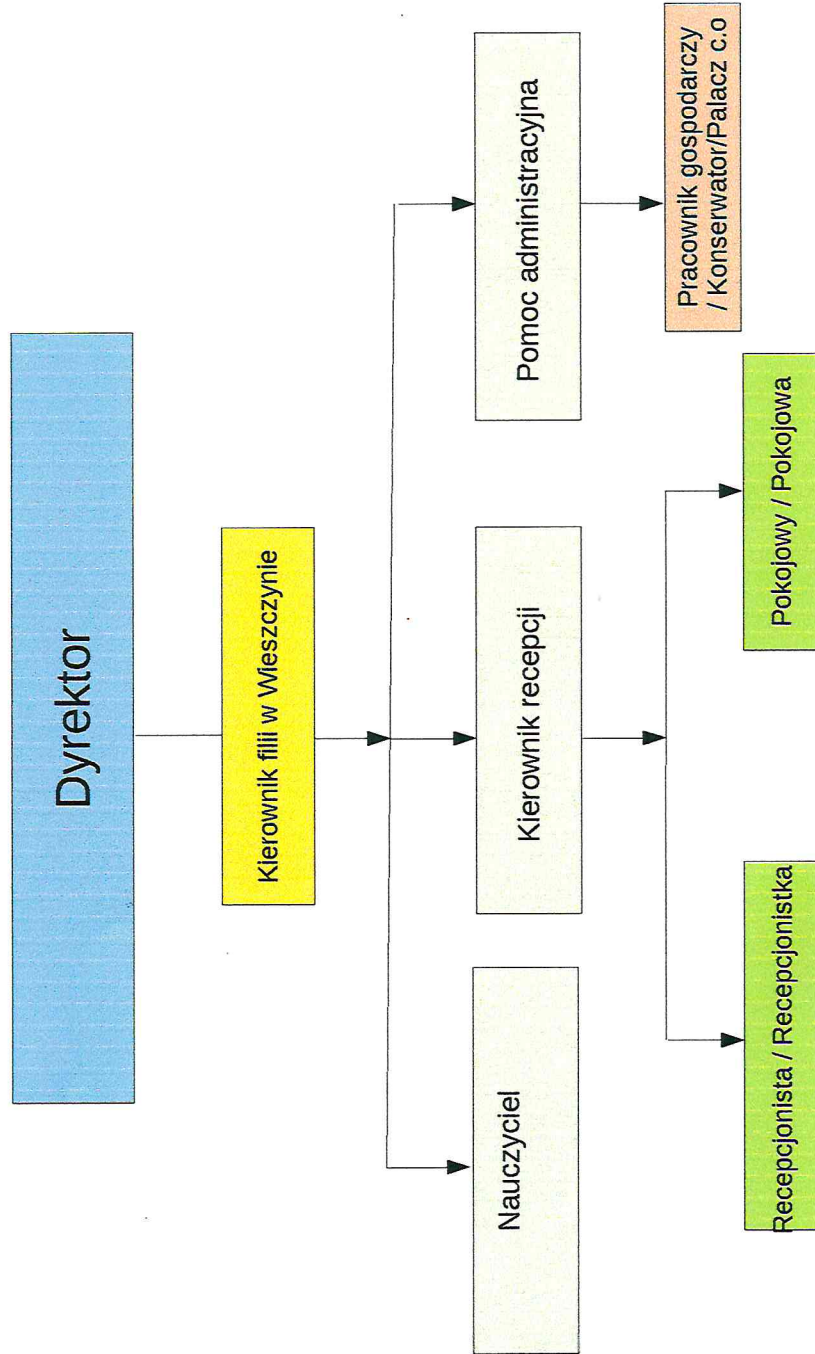 Dyrektor
Kierownik filii w Wieszczynie
Nauczyciel
Kierownik recepcji
Pomoc administracyjna
Recepcjonista / Recepcjonistka
Pokojowy / Pokojowa
Pracownik gospodarczy
/ Konserwator/Palacz c.o